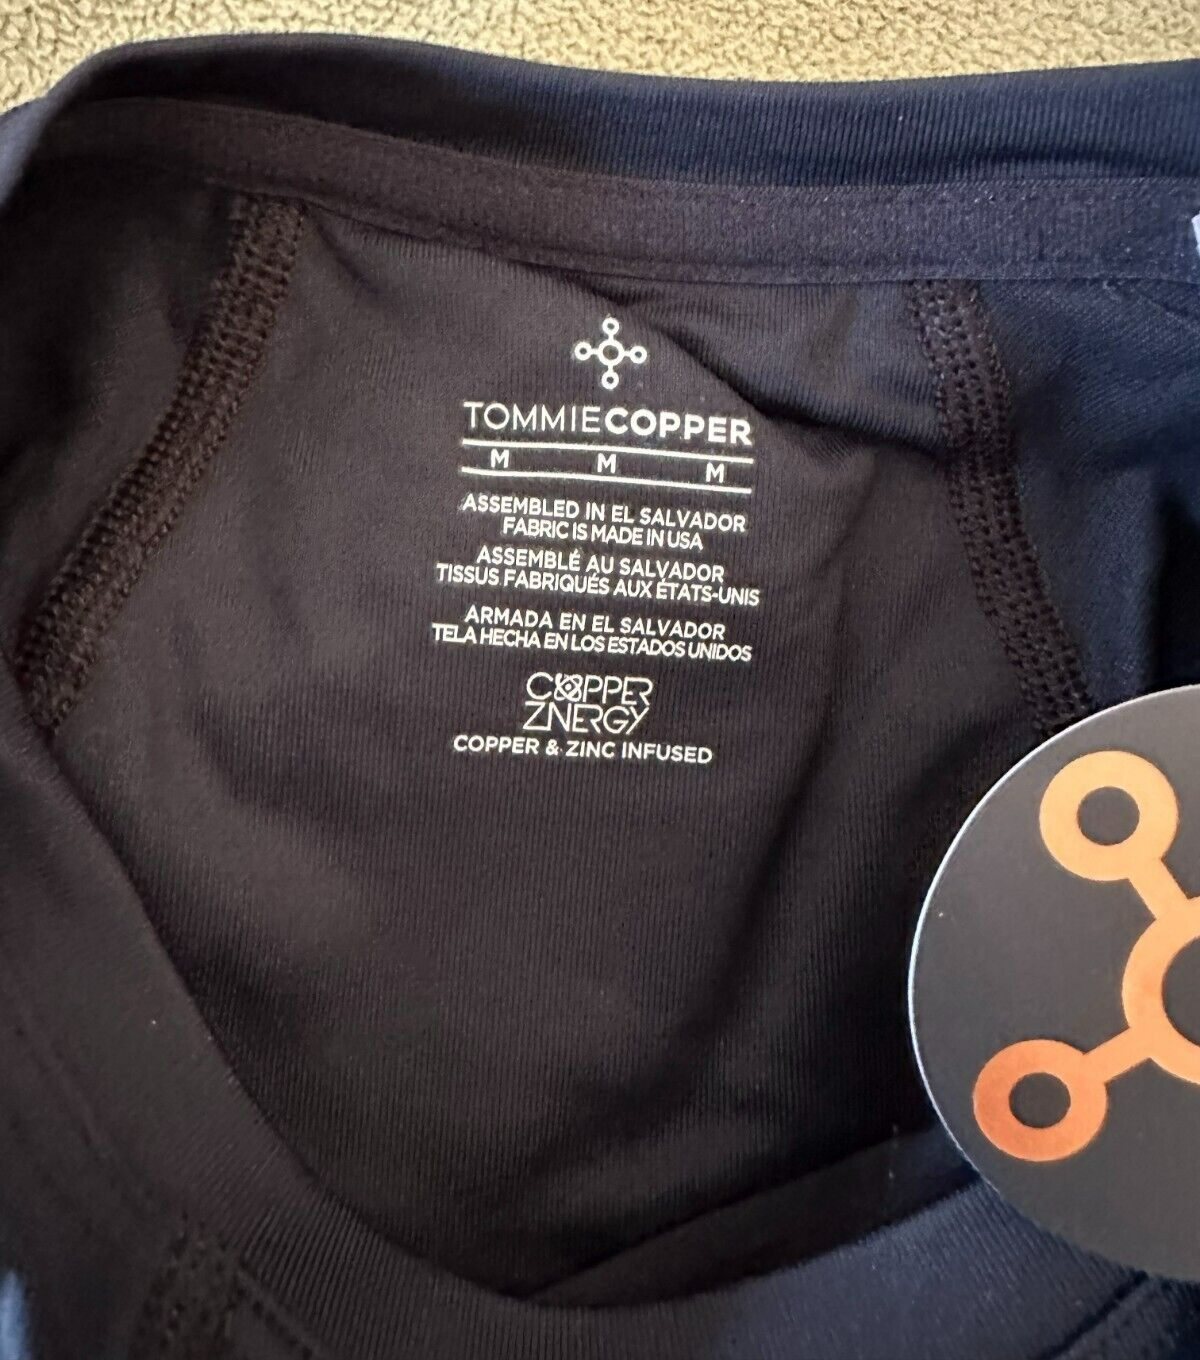 TOMMIECOPPER
M M M
ASSEMBLED IN EL SALVADOR
FABRIC IS MADE IN USA
ASSEMBLÉ AU SALVADOR
TISSUS FABRIQUÉS AUX ÉTATS-UNIS
ARMADA EN EL SALVADOR
TELA HECHA EN LOS ESTADOS UNIDOS
COPPER
ZNERGY
COPPER & ZINC INFUSED